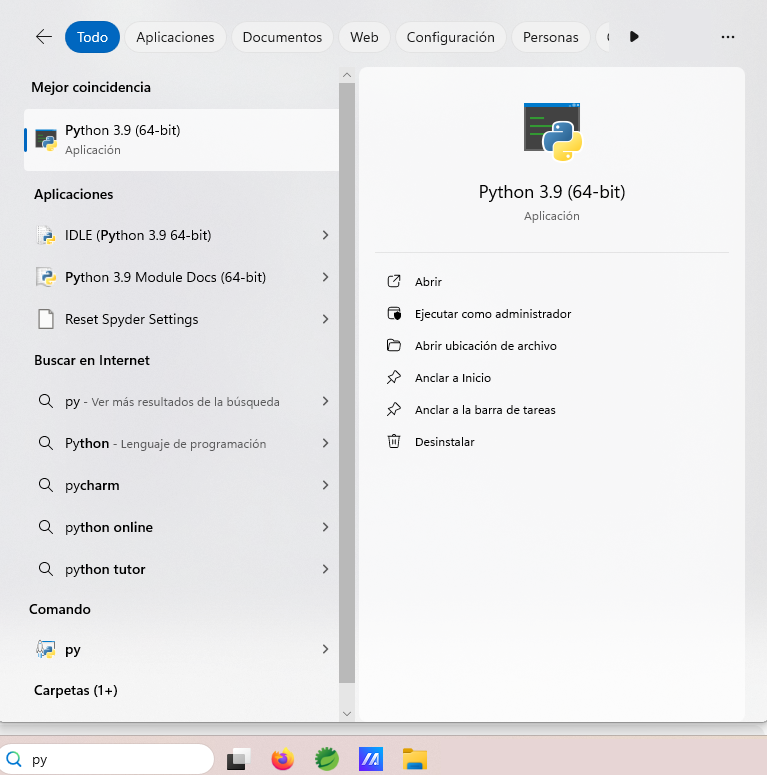 Todo
Aplicaciones
Documentos
Web
Configuración
Personas
Mejor coincidencia
Python 3.9 (64-bit)
Aplicación
Aplicaciones
IDLE (Python 3.9 64-bit)
Python 3.9 Module Docs (64-bit)
Reset Spyder Settings
Buscar en Internet
py - Ver más resultados de la búsqueda
Python - Lenguaje de programación
pycharm
python online
python tutor
Comando
py
Carpetas (1+)
Python 3.9 (64-bit)
Aplicación
Abrir
Ejecutar como administrador
Abrir ubicación de archivo
Anclar a Inicio
Anclar a la barra de tareas
Desinstalar
py